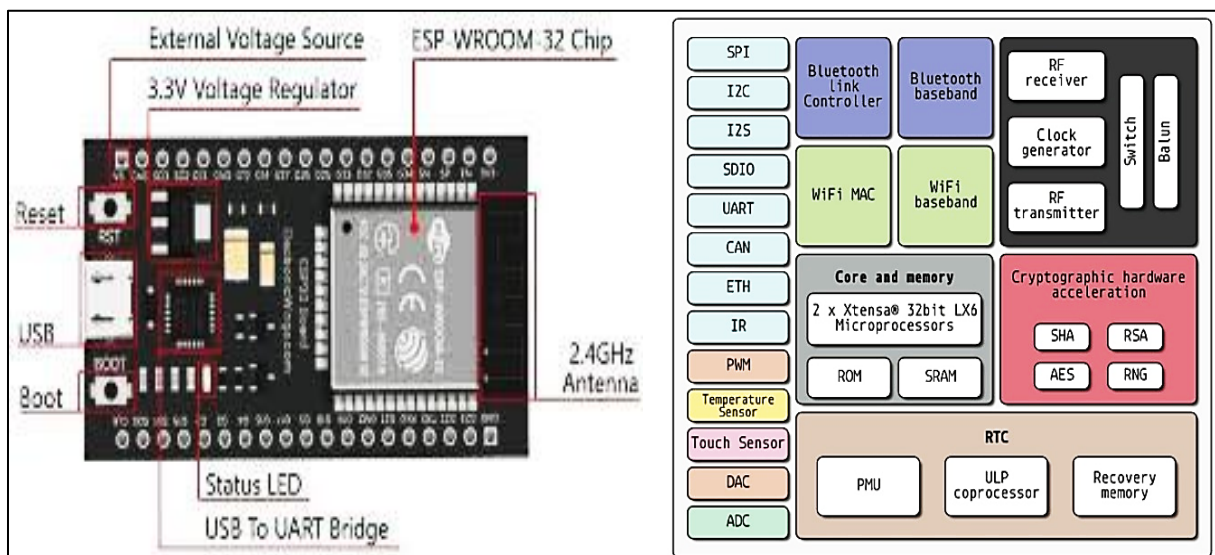 External Voltage Source
ESP-WROOM-32 Chip
3.3V Voltage Regulator
Reset
RST
USB
BOOT
Boot
2.4GHz
Antenna
Status LED
USB To UART Bridge
SPI
I2C
I2S
SDIO
UART
CAN
ETH
IR
PWM
Temperature
Sensor
Touch Sensor
DAC
ADC
Bluetooth
link
Controller
Bluetooth
baseband
WiFi MAC
WiFi
baseband
RF
receiver
Clock
generator
RF
transmitter
Switch
Balun
Core and memory
2 x Xtensa® 32bit LX6
Microprocessors
ROM
SRAM
Cryptographic hardware
acceleration
SHA
RSA
AES
RNG
RTC
PMU
ULP
coprocessor
Recovery
memory